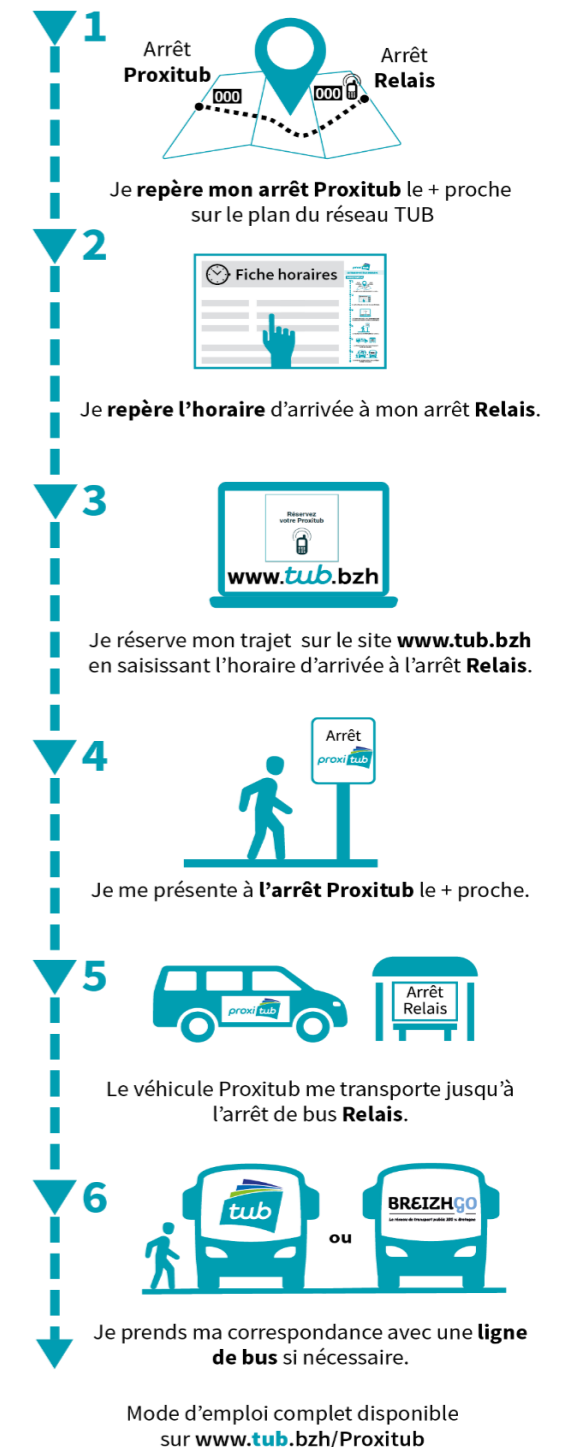 1
Arrêt
Proxitub
Arrêt
Relais
000
000
Je repère mon arrêt Proxitub le + proche
sur le plan du réseau TUB
2
Fiche horaires
Je repère l’horaire d’arrivée à mon arrêt Relais.
3
Réservez
votre Proxitub
www.tub.bzh
Je réserve mon trajet sur le site www.tub.bzh
en saisissant l’horaire d’arrivée à l’arrêt Relais.
4
Arrêt
proxitub
Je me présente à l’arrêt Proxitub le + proche.
5
proxitub
Arrêt
Relais
Le véhicule Proxitub me transporte jusqu’à
l’arrêt de bus Relais.
6
tub
ou
BREIZHGO
Je prends ma correspondance avec une ligne
de bus si nécessaire.
Mode d’emploi complet disponible
sur www.tub.bzh/Proxitub